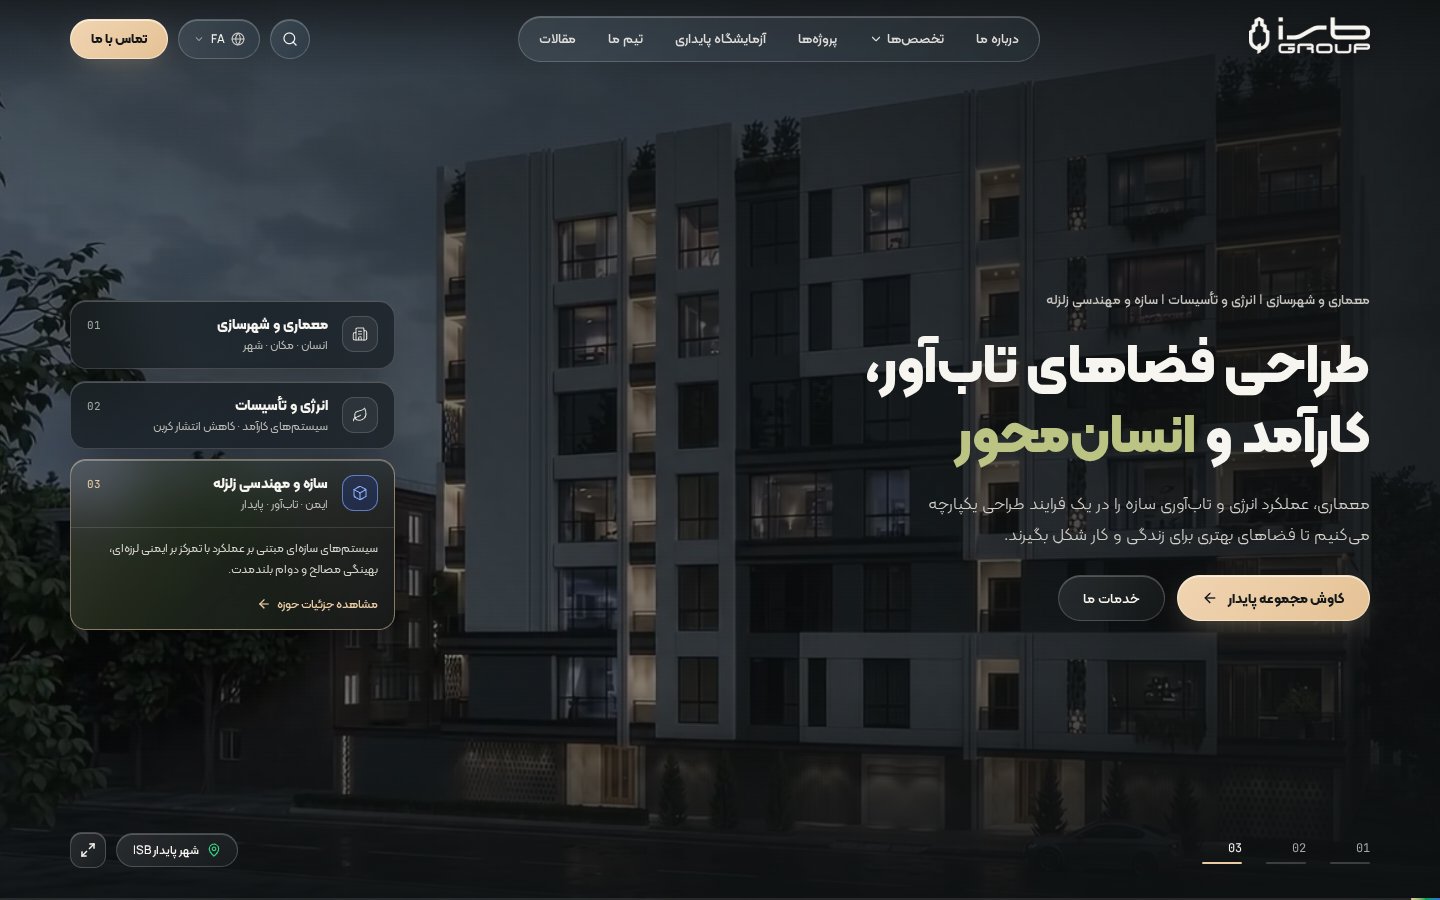 isb
GROUP
درباره ما
تخصص‌ها
پروژه‌ها
آزمایشگاه پایداری
تیم ما
مقالات
FA
تماس با ما
معماری و شهرسازی | انرژی و تأسیسات | سازه و مهندسی زلزله
طراحی فضاهای تاب‌آور،
کارآمد و انسان‌محور
معماری، عملکرد انرژی و تاب‌آوری سازه را در یک فرایند طراحی یکپارچه
می‌کنیم تا فضاهای بهتری برای زندگی و کار شکل بگیرند.
کاوش مجموعه پایدار
خدمات ما
معماری و شهرسازی
01
انسان · مکان · شهر
انرژی و تأسیسات
02
سیستم‌های کارآمد · کاهش انتشار کربن
سازه و مهندسی زلزله
03
ایمن · تاب‌آور · پایدار
سیستم‌های سازه‌ای مبتنی بر عملکرد با تمرکز بر ایمنی لرزه‌ای،
بهینگی مصالح و دوام بلندمدت.
مشاهده جزئیات حوزه
01
02
03
شهر پایدار ISB